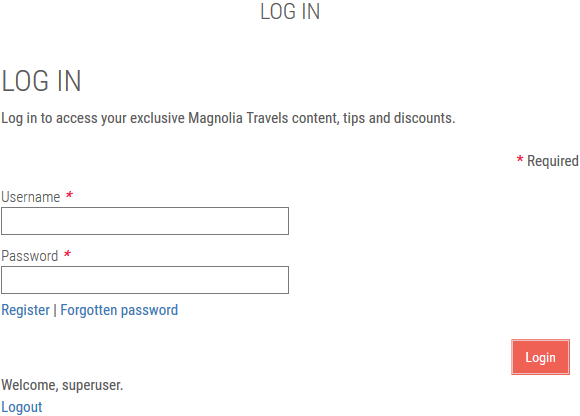 LOG IN
LOG IN
Log in to access your exclusive Magnolia Travels content, tips and discounts.
* Required
Username *
Password *
Register | Forgotten password
Login
Welcome, superuser.
Logout